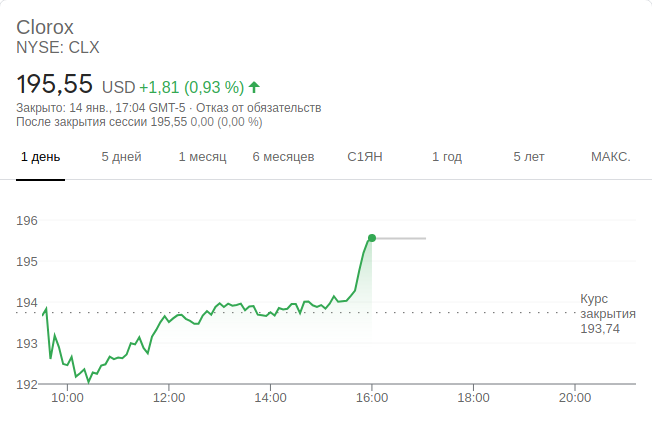 Clorox
NYSE: CLX
195,55 USD +1,81 (0,93 %)
Закрыто: 14 янв., 17:04 GMT-5 · Отказ от обязательств
После закрытия сессии 195,55 0,00 (0,00 %)
1 день 5 дней 1 месяц 6 месяцев С1ЯН 1 год 5 лет МАКС.
196
195
194
Курс
закрытия
193,74
193
192
10:00 12:00 14:00 16:00 18:00 20:00